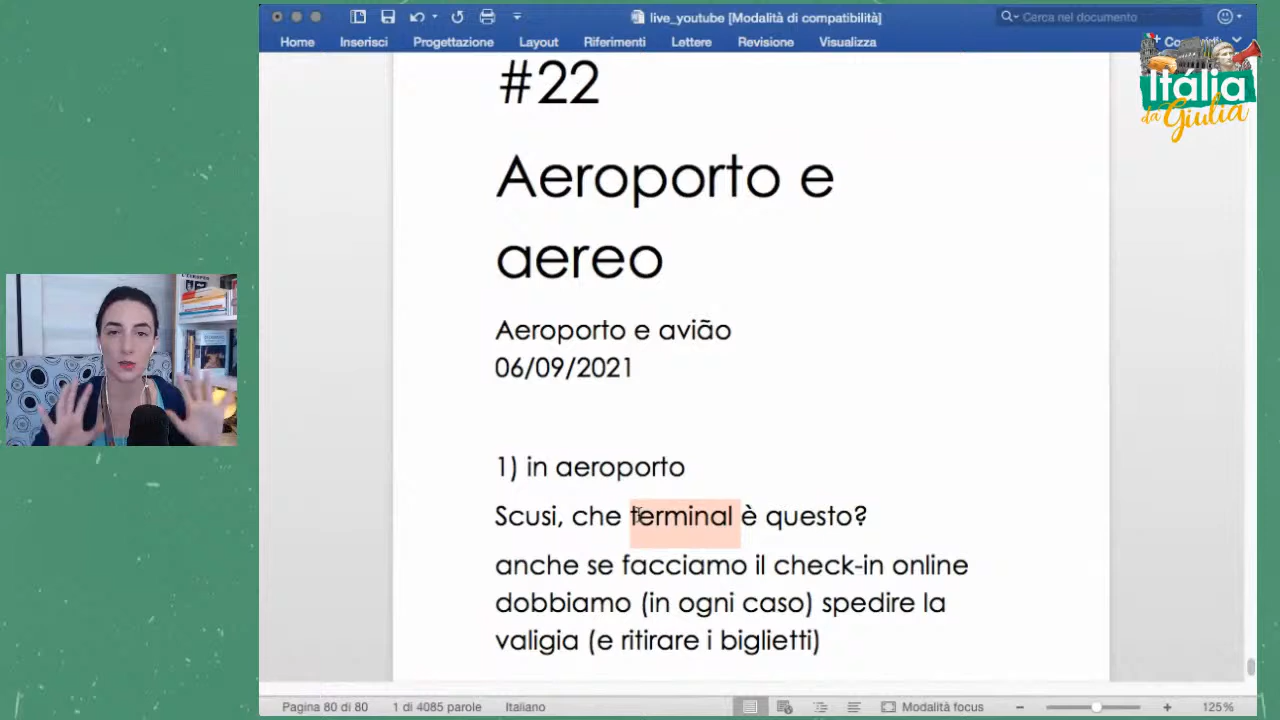 live_youtube [Modalità di compatibilità]
Cerca nel documento
Home Inserisci Progettazione Layout Riferimenti Lettere Revisione Visualizza
Itália
da Giulia
#22
Aeroporto e
aereo
Aeroporto e avião
06/09/2021
1) in aeroporto
Scusi, che terminal è questo?
anche se facciamo il check-in online
dobbiamo (in ogni caso) spedire la
valigia (e ritirare i biglietti)
Pagina 80 di 80 1 di 4085 parole Italiano Modalità focus 125%